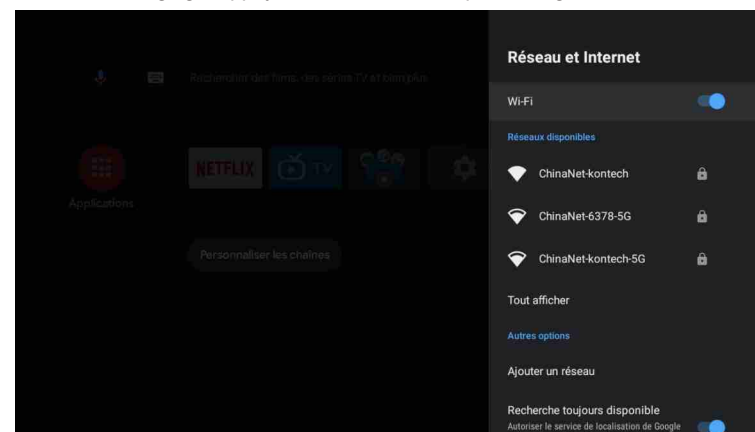 Réseau et Internet
Wi-Fi
Réseaux disponibles
ChinaNet-kontech
ChinaNet-6378-5G
ChinaNet-kontech-5G
Tout afficher
Autres options
Ajouter un réseau
Recherche toujours disponible
Autoriser le service de localisation de Google
Rechercher des films, des séries TV et bien plus
NETFLIX
TV
Applications
Personnaliser les chaînes